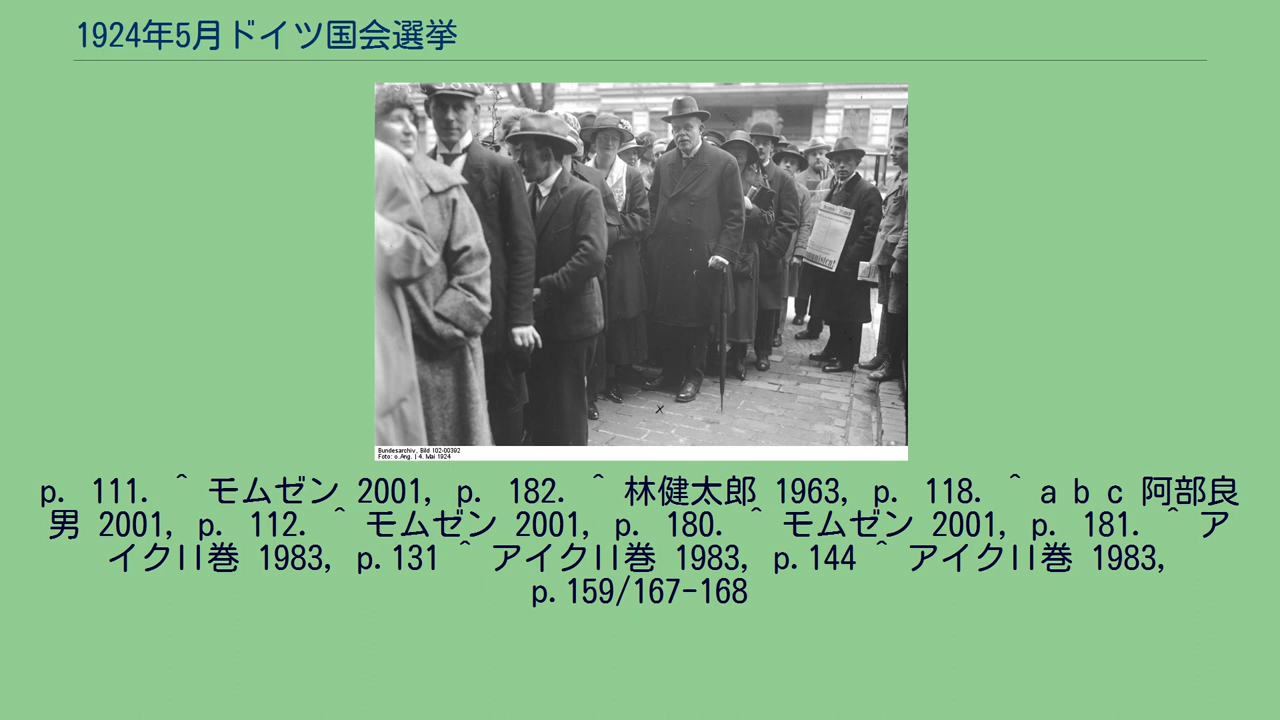 1924年5月ドイツ国会選挙
Bundesarchiv, Bild 102-00392
Foto: o.Ang. | 4. Mai 1924
p. 111. ^ モムゼン 2001, p. 182. ^ 林健太郎 1963, p. 118. ^ a b c 阿部良
男 2001, p. 112. ^ モムゼン 2001, p. 180. ^ モムゼン 2001, p. 181. ^ ア
イクII巻 1983, p.131 ^ アイクII巻 1983, p.144 ^ アイクII巻 1983,
p.159/167-168